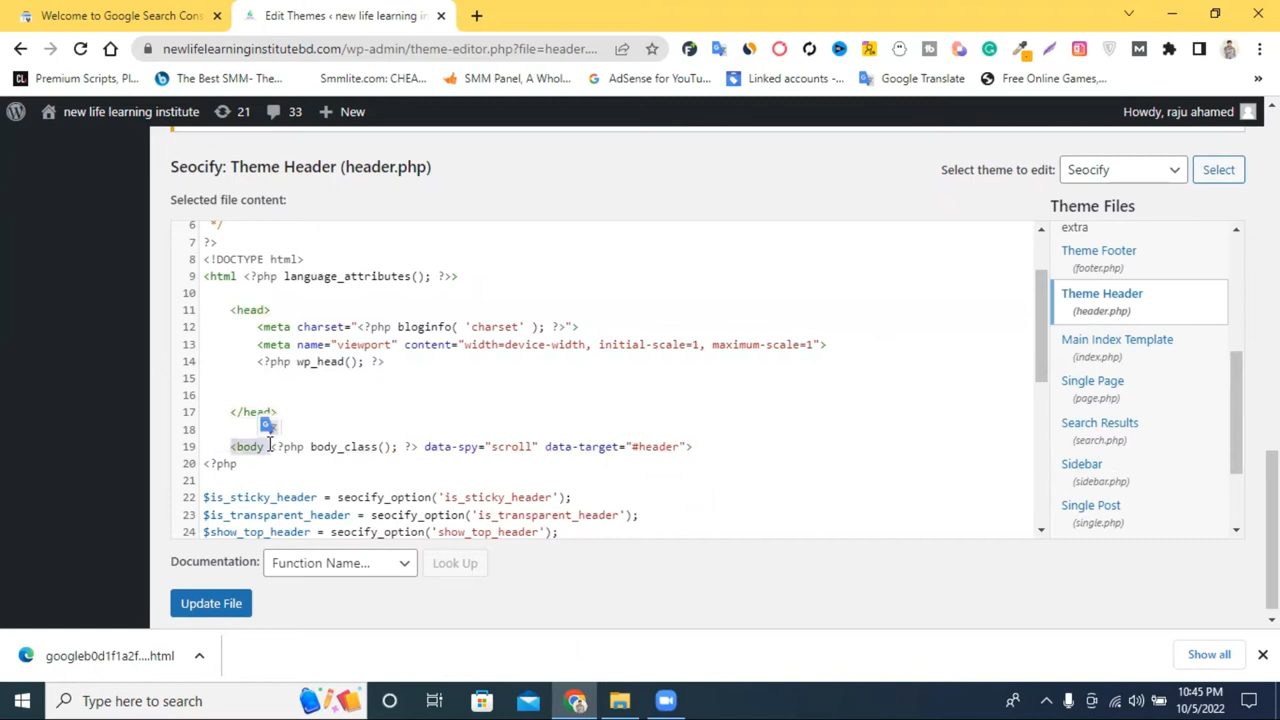 Welcome to Google Search Cons
Edit Themes ‹ new life learning in
newlifelearninginstitutebd.com/wp-admin/theme-editor.php?file=header....
Premium Scripts, Pl...
The Best SMM- The...
Smmlite.com: CHEA...
SMM Panel, A Whol...
AdSense for YouTu...
Linked accounts -...
Google Translate
Free Online Games,...
new life learning institute
21
33
New
Howdy, raju ahamed
Seocify: Theme Header (header.php)
Select theme to edit:
Seocify
Select
Selected file content:
Theme Files
6 */
7 ?>
8 <!DOCTYPE html>
9 <html <?php language_attributes(); ?>>
10
11 <head>
12 <meta charset="<?php bloginfo( 'charset' ); ?>">
13 <meta name="viewport" content="width=device-width, initial-scale=1, maximum-scale=1">
14 <?php wp_head(); ?>
15
16
17 </head>
18
19 <body <?php body_class(); ?> data-spy="scroll" data-target="#header">
20 <?php
21
22 $is_sticky_header = seocify_option('is_sticky_header');
23 $is_transparent_header = seocify_option('is_transparent_header');
24 $show_top_header = seocify_option('show_top_header');
extra
Theme Footer
(footer.php)
Theme Header
(header.php)
Main Index Template
(index.php)
Single Page
(page.php)
Search Results
(search.php)
Sidebar
(sidebar.php)
Single Post
(single.php)
Documentation:
Function Name...
Look Up
Update File
googleb0d1f1a2f....html
Show all
Type here to search
10:45 PM
10/5/2022